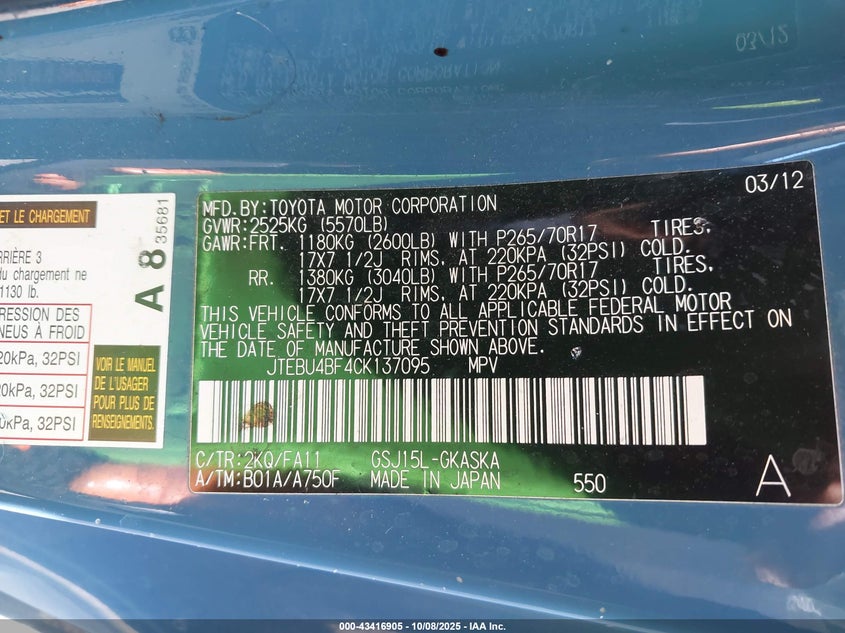 03/12
MFD.BY:TOYOTA MOTOR CORPORATION
GVWR:2525KG (5570LB)
GAWR:FRT. 1180KG (2600LB) WITH P265/70R17 TIRES,
17X7 1/2J RIMS, AT 220KPA (32PSI) COLD.
RR. 1380KG (3040LB) WITH P265/70R17 TIRES,
17X7 1/2J RIMS, AT 220KPA (32PSI) COLD.
THIS VEHICLE CONFORMS TO ALL APPLICABLE FEDERAL MOTOR
VEHICLE SAFETY AND THEFT PREVENTION STANDARDS IN EFFECT ON
THE DATE OF MANUFACTURE SHOWN ABOVE.
JTEBU4BF4CK137095 MPV
C/TR:2KQ/FA11 GSJ15L-GKASKA
A/TM:B01A/A750F MADE IN JAPAN 550 A
ET LE CHARGEMENT
RRIÈRE 3
du chargement ne
1130 lb.
RESSION DES
NEUS À FROID
20kPa, 32PSI
20kPa, 32PSI
0kPa, 32PSI
A 8 35681
VOIR LE MANUEL
DE L'USAGER
POUR PLUS DE
RENSEIGNEMENTS.
000-43416905 - 10/08/2025 - IAA Inc.